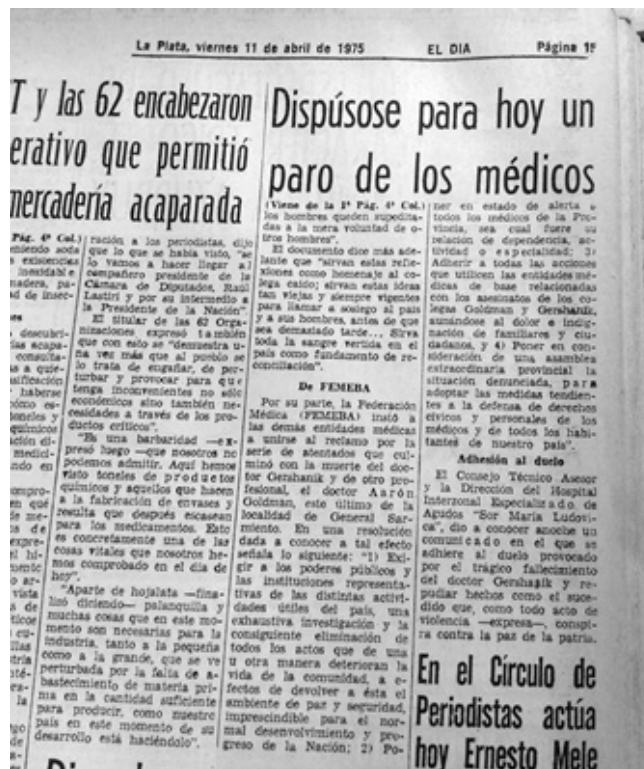 La Plata, viernes 11 de abril de 1975 EL DIA Página 15
T y las 62 encabezaron
erativo que permitió
mercadería acaparada
Pág. 4ª Col.)
ración a los periodistas, dijo
que lo que se había visto, "se
lo vamos a hacer llegar al
compañero presidente de la
Cámara de Diputados, Raúl
Lastiri y por su intermedio a
la Presidente de la Nación".
El titular de las 62 Orga-
nizaciones expresó también
que con esto se "demuestra u-
na vez más que al pueblo se
lo trata de engañar, de per-
turbar y provocar para que
tenga inconvenientes no sólo
económicos sino también ne-
cesidades a través de los pro-
ductos críticos".
"Es una barbaridad —ex-
presó luego —que nosotros no
podemos admitir. Aquí hemos
visto toneles de productos
químicos y aquellos que hacen
a la fabricación de envases y
resulta que después escasean
para los medicamentos. Esto
es concretamente una de las
cosas vitales que nosotros he-
mos comprobado en el día de
hoy".
"Aparte de hojalata —fina-
lizó diciendo— palanquilla y
muchas cosas que en este mo-
mento son necesarias para la
industria, tanto a la pequeña
como a la grande, que se ve
perturbada por la falta de a-
bastecimiento de materia pri-
ma en la cantidad suficiente
para producir, como nuestro
país en este momento de su
desarrollo está haciéndolo".
Dispúsose para hoy un
paro de los médicos
(Viene de la 1ª Pág. 4ª Col.)
los hombres queden supedita-
das a la mera voluntad de o-
tros hombres".
El documento dice más ade-
lante que "sirvan estas refle-
xiones como homenaje al co-
lega caído; sirvan estas ideas
tan viejas y siempre vigentes
para llamar a sosiego al país
y a sus hombres, antes de que
sea demasiado tarde... Sirva
toda la sangre vertida en el
país como fundamento de re-
conciliación".
De FEMEBA
Por su parte, la Federación
Médica (FEMEBA) instó a
las demás entidades médicas
a unirse al reclamo por la
serie de atentados que cul-
minó con la muerte del doc-
tor Gershanik y de otro pro-
fesional, el doctor Aarón
Goldman, este último de la
localidad de General Sar-
miento. En una resolución
dada a conocer a tal efecto
señala lo siguiente: "1) Exi-
gir a los poderes públicos y
las instituciones representa-
tivas de las distintas activi-
dades útiles del país, una
exhaustiva investigación y la
consiguiente eliminación de
todos los actos que de una
u otra manera deterioran la
vida de la comunidad, a e-
fectos de devolver a ésta el
ambiente de paz y seguridad,
imprescindible para el nor-
mal desenvolvimiento y pro-
greso de la Nación; 2) Po-
ner en estado de alerta a
todos los médicos de la Pro-
vincia, sea cual fuere su
relación de dependencia, ac-
tividad o especialidad; 3)
Adherir a todas las acciones
que utilicen las entidades mé-
dicas de base relacionadas
con los asesinatos de los co-
legas Goldman y Gershanik,
aunándose al dolor e indig-
nación de familiares y ciu-
dadanos, y 4) Poner en con-
sideración de una asamblea
extraordinaria provincial la
situación denunciada, para
adoptar las medidas tendien-
tes a la defensa de derechos
cívicos y personales de los
médicos y de todos los habi-
tantes de nuestro país".
Adhesión al duelo
El Consejo Técnico Asesor
y la Dirección del Hospital
Interzonal Especializado de
Agudos "Sor María Ludovi-
ca", dio a conocer anoche un
comunicado en el que se
adhiere al duelo provocado
por el trágico fallecimiento
del doctor Gershanik y re-
pudiar hechos como el suce-
dido que, como todo acto de
violencia —expresa—, conspi-
ra contra la paz de la patria.
En el Círculo de
Periodistas actúa
hoy Ernesto Mele